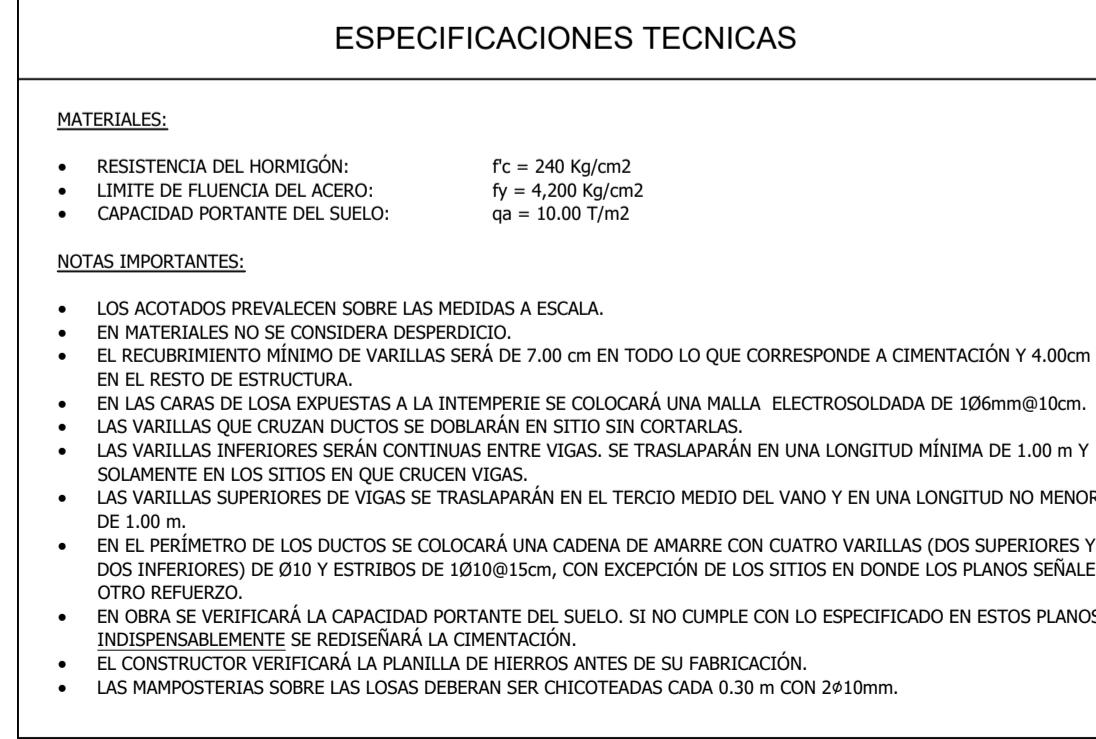 ESPECIFICACIONES TECNICAS
MATERIALES:
• RESISTENCIA DEL HORMIGÓN: f'c = 240 Kg/cm2
• LIMITE DE FLUENCIA DEL ACERO: fy = 4,200 Kg/cm2
• CAPACIDAD PORTANTE DEL SUELO: qa = 10.00 T/m2
NOTAS IMPORTANTES:
• LOS ACOTADOS PREVALECEN SOBRE LAS MEDIDAS A ESCALA.
• EN MATERIALES NO SE CONSIDERA DESPERDICIO.
• EL RECUBRIMIENTO MÍNIMO DE VARILLAS SERÁ DE 7.00 cm EN TODO LO QUE CORRESPONDE A CIMENTACIÓN Y 4.00cm
EN EL RESTO DE ESTRUCTURA.
• EN LAS CARAS DE LOSA EXPUESTAS A LA INTEMPERIE SE COLOCARÁ UNA MALLA ELECTROSOLDADA DE 1Ø6mm@10cm.
• LAS VARILLAS QUE CRUZAN DUCTOS SE DOBLARÁN EN SITIO SIN CORTARLAS.
• LAS VARILLAS INFERIORES SERÁN CONTINUAS ENTRE VIGAS. SE TRASLAPARÁN EN UNA LONGITUD MÍNIMA DE 1.00 m Y
SOLAMENTE EN LOS SITIOS EN QUE CRUCEN VIGAS.
• LAS VARILLAS SUPERIORES DE VIGAS SE TRASLAPARÁN EN EL TERCIO MEDIO DEL VANO Y EN UNA LONGITUD NO MENOR
DE 1.00 m.
• EN EL PERÍMETRO DE LOS DUCTOS SE COLOCARÁ UNA CADENA DE AMARRE CON CUATRO VARILLAS (DOS SUPERIORES Y
DOS INFERIORES) DE Ø10 Y ESTRIBOS DE 1Ø10@15cm, CON EXCEPCIÓN DE LOS SITIOS EN DONDE LOS PLANOS SEÑALE
OTRO REFUERZO.
• EN OBRA SE VERIFICARÁ LA CAPACIDAD PORTANTE DEL SUELO. SI NO CUMPLE CON LO ESPECIFICADO EN ESTOS PLANOS
INDISPENSABLEMENTE SE REDISEÑARÁ LA CIMENTACIÓN.
• EL CONSTRUCTOR VERIFICARÁ LA PLANILLA DE HIERROS ANTES DE SU FABRICACIÓN.
• LAS MAMPOSTERIAS SOBRE LAS LOSAS DEBERAN SER CHICOTEADAS CADA 0.30 m CON 2ø10mm.